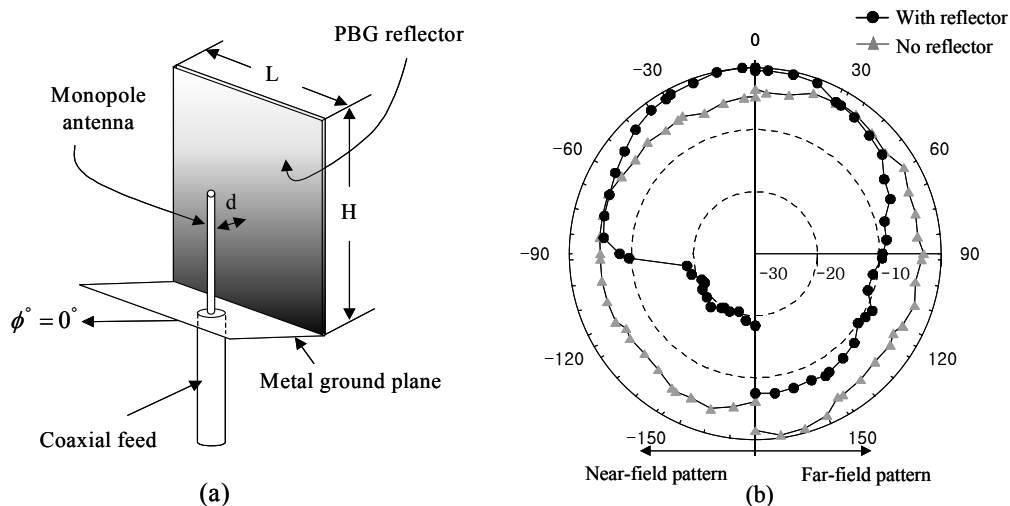 PBG reflector
L
Monopole
antenna
d
H
ϕ° = 0°
Metal ground plane
Coaxial feed
(a)
With reflector
No reflector
0
−30
30
−60
60
−90
−30
−20
−10
90
−120
120
−150
150
Near-field pattern
Far-field pattern
(b)